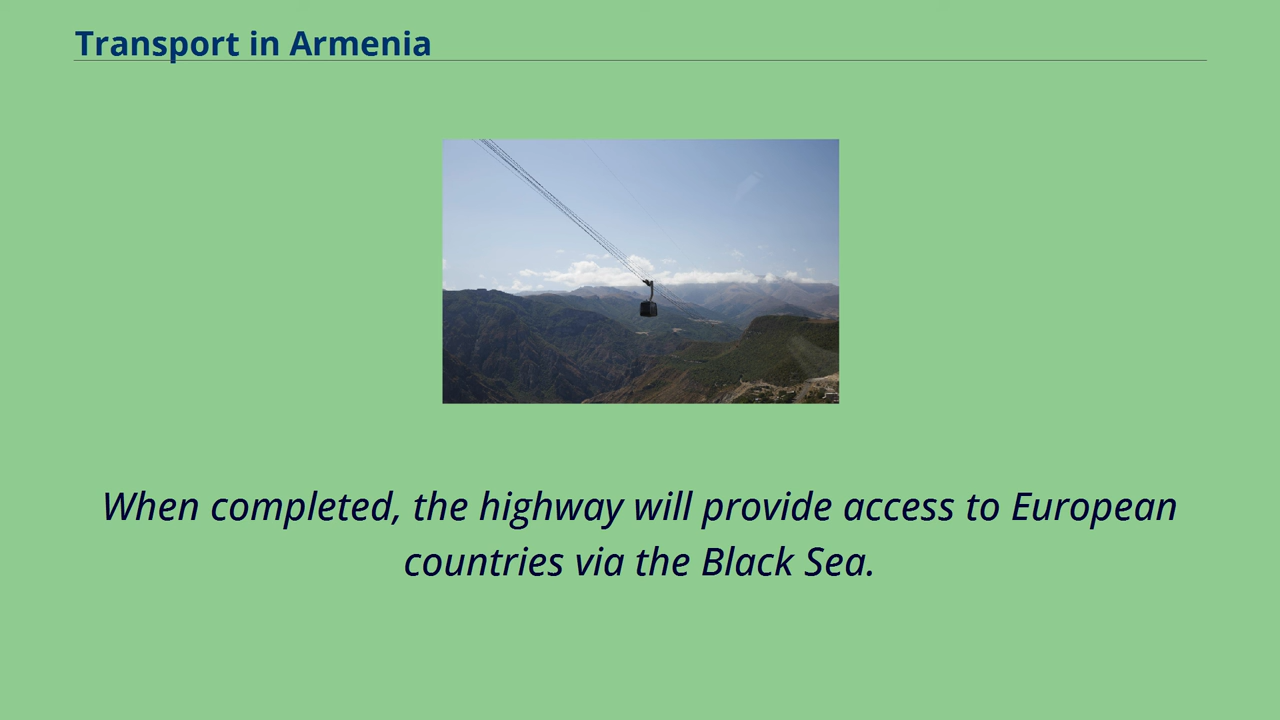 Transport in Armenia
When completed, the highway will provide access to European
countries via the Black Sea.